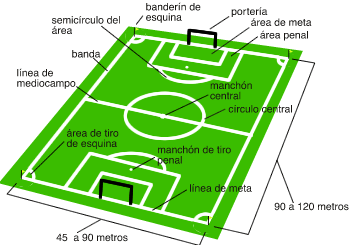 banderín de
esquina
portería
semicírculo del
área
área de meta
área penal
banda
línea de
mediocampo
manchón
central
círculo central
área de tiro
de esquina
manchón de tiro
penal
línea de meta
90 a 120 metros
45 a 90 metros